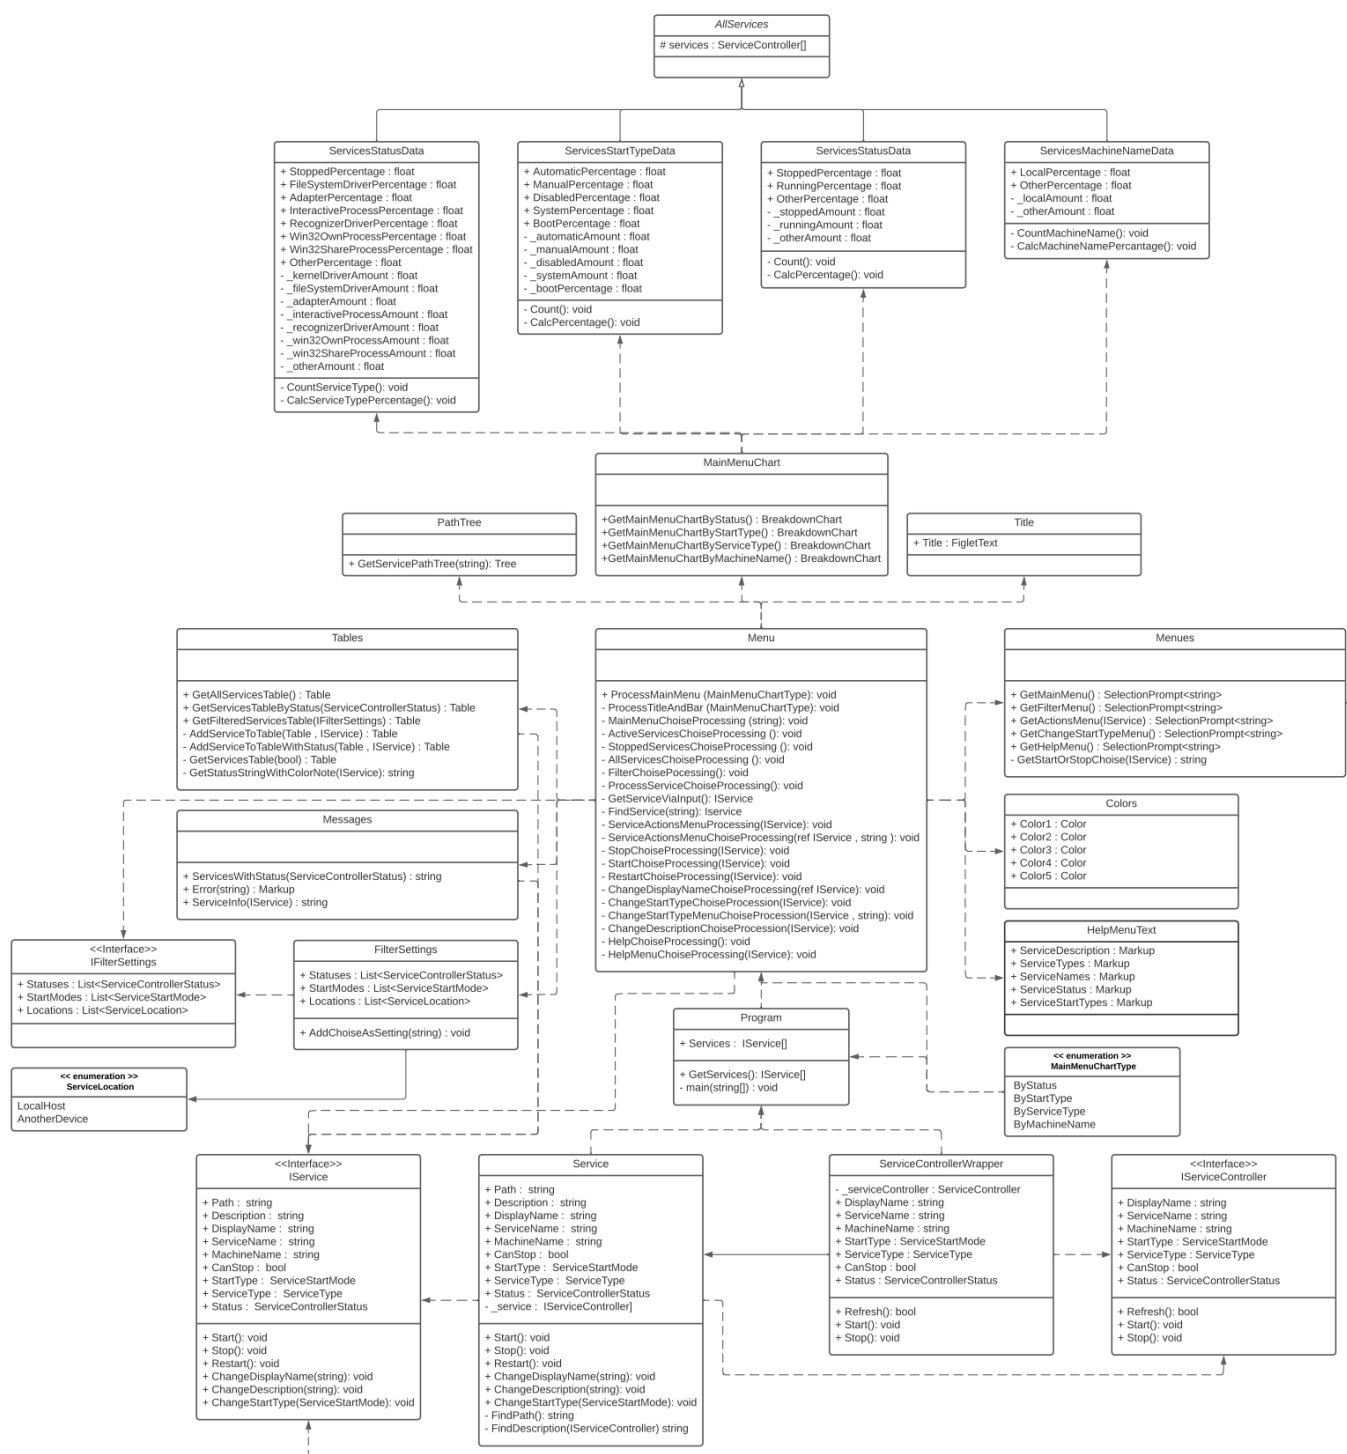 AllServices
# services : ServiceController[]
ServicesStatusData
+ StoppedPercentage : float
+ FileSystemDriverPercentage : float
+ AdapterPercentage : float
+ InteractiveProcessPercentage : float
+ RecognizerDriverPercentage : float
+ Win32OwnProcessPercentage : float
+ Win32ShareProcessPercentage : float
+ OtherPercentage : float
- _kernelDriverAmount : float
- _fileSystemDriverAmount : float
- _adapterAmount : float
- _interactiveProcessAmount : float
- _recognizerDriverAmount : float
- _win32OwnProcessAmount : float
- _win32ShareProcessAmount : float
- _otherAmount : float
- CountServiceType(): void
- CalcServiceTypePercentage(): void
ServicesStartTypeData
+ AutomaticPercentage : float
+ ManualPercentage : float
+ DisabledPercentage : float
+ SystemPercentage : float
+ BootPercentage : float
- _automaticAmount : float
- _manualAmount : float
- _disabledAmount : float
- _systemAmount : float
- _bootPercentage : float
- Count(): void
- CalcPercentage(): void
ServicesStatusData
+ StoppedPercentage : float
+ RunningPercentage : float
+ OtherPercentage : float
- _stoppedAmount : float
- _runningAmount : float
- _otherAmount : float
- Count(): void
- CalcPercentage(): void
ServicesMachineNameData
+ LocalPercentage : float
+ OtherPercentage : float
- _localAmount : float
- _otherAmount : float
- CountMachineName(): void
- CalcMachineNamePercantage(): void
MainMenuChart
+GetMainMenuChartByStatus() : BreakdownChart
+GetMainMenuChartByStartType() : BreakdownChart
+GetMainMenuChartByServiceType() : BreakdownChart
+GetMainMenuChartByMachineName() : BreakdownChart
PathTree
+ GetServicePathTree(string): Tree
Title
+ Title : FigletText
Tables
+ GetAllServicesTable() : Table
+ GetServicesTableByStatus(ServiceControllerStatus) : Table
+ GetFilteredServicesTable(IFilterSettings) : Table
- AddServiceToTable(Table , IService) : Table
- AddServiceToTableWithStatus(Table , IService) : Table
- GetServicesTable(bool) : Table
- GetStatusStringWithColorNote(IService): string
Menu
+ ProcessMainMenu (MainMenuChartType): void
- ProcessTitleAndBar (MainMenuChartType): void
- MainMenuChoiseProcessing (string): void
- ActiveServicesChoiseProcessing (): void
- StoppedServicesChoiseProcessing (): void
- AllServicesChoiseProcessing (): void
- FilterChoisePocessing(): void
- ProcessServiceChoiseProcessing(): void
- GetServiceViaInput(): IService
- FindService(string): Iservice
- ServiceActionsMenuProcessing(IService): void
- ServiceActionsMenuChoiseProcessing(ref IService , string ): void
- StopChoiseProcessing(IService): void
- StartChoiseProcessing(IService): void
- RestartChoiseProcessing(IService): void
- ChangeDisplayNameChoiseProcessing(ref IService): void
- ChangeStartTypeChoiseProcession(IService): void
- ChangeStartTypeMenuChoiseProcession(IService , string): void
- ChangeDescriptionChoiseProcession(IService): void
- HelpChoiseProcessing(): void
- HelpMenuChoiseProcessing(IService): void
Menues
+ GetMainMenu() : SelectionPrompt<string>
+ GetFilterMenu() : SelectionPrompt<string>
+ GetActionsMenu(IService) : SelectionPrompt<string>
+ GetChangeStartTypeMenu() : SelectionPrompt<string>
+ GetHelpMenu() : SelectionPrompt<string>
- GetStartOrStopChoise(IService) : string
Messages
+ ServicesWithStatus(ServiceControllerStatus) : string
+ Error(string) : Markup
+ ServiceInfo(IService) : string
Colors
+ Color1 : Color
+ Color2 : Color
+ Color3 : Color
+ Color4 : Color
+ Color5 : Color
HelpMenuText
+ ServiceDescription : Markup
+ ServiceTypes : Markup
+ ServiceNames : Markup
+ ServiceStatus : Markup
+ ServiceStartTypes : Markup
<<Interface>>
IFilterSettings
+ Statuses : List<ServiceControllerStatus>
+ StartModes : List<ServiceStartMode>
+ Locations : List<ServiceLocation>
FilterSettings
+ Statuses : List<ServiceControllerStatus>
+ StartModes : List<ServiceStartMode>
+ Locations : List<ServiceLocation>
+ AddChoiseAsSetting(string) : void
Program
+ Services :  IService[]
+ GetServices(): IService[]
- main(string[]) : void
<< enumeration >>
ServiceLocation
LocalHost
AnotherDevice
<< enumeration >>
MainMenuChartType
ByStatus
ByStartType
ByServiceType
ByMachineName
<<Interface>>
IService
+ Path :  string
+ Description :  string
+ DisplayName :  string
+ ServiceName :  string
+ MachineName :  string
+ CanStop :  bool
+ StartType :  ServiceStartMode
+ ServiceType :  ServiceType
+ Status :  ServiceControllerStatus
+ Start(): void
+ Stop(): void
+ Restart(): void
+ ChangeDisplayName(string): void
+ ChangeDescription(string): void
+ ChangeStartType(ServiceStartMode): void
Service
+ Path :  string
+ Description :  string
+ DisplayName :  string
+ ServiceName :  string
+ MachineName :  string
+ CanStop :  bool
+ StartType :  ServiceStartMode
+ ServiceType :  ServiceType
+ Status :  ServiceControllerStatus
- _service :  IServiceController]
+ Start(): void
+ Stop(): void
+ Restart(): void
+ ChangeDisplayName(string): void
+ ChangeDescription(string): void
+ ChangeStartType(ServiceStartMode): void
- FindPath(): string
- FindDescription(IServiceController) string
ServiceControllerWrapper
- _serviceController : ServiceController
+ DisplayName : string
+ ServiceName : string
+ MachineName : string
+ StartType : ServiceStartMode
+ ServiceType : ServiceType
+ CanStop : bool
+ Status : ServiceControllerStatus
+ Refresh(): bool
+ Start(): void
+ Stop(): void
<<Interface>>
IServiceController
+ DisplayName : string
+ ServiceName : string
+ MachineName : string
+ StartType : ServiceStartMode
+ ServiceType : ServiceType
+ CanStop : bool
+ Status : ServiceControllerStatus
+ Refresh(): bool
+ Start(): void
+ Stop(): void